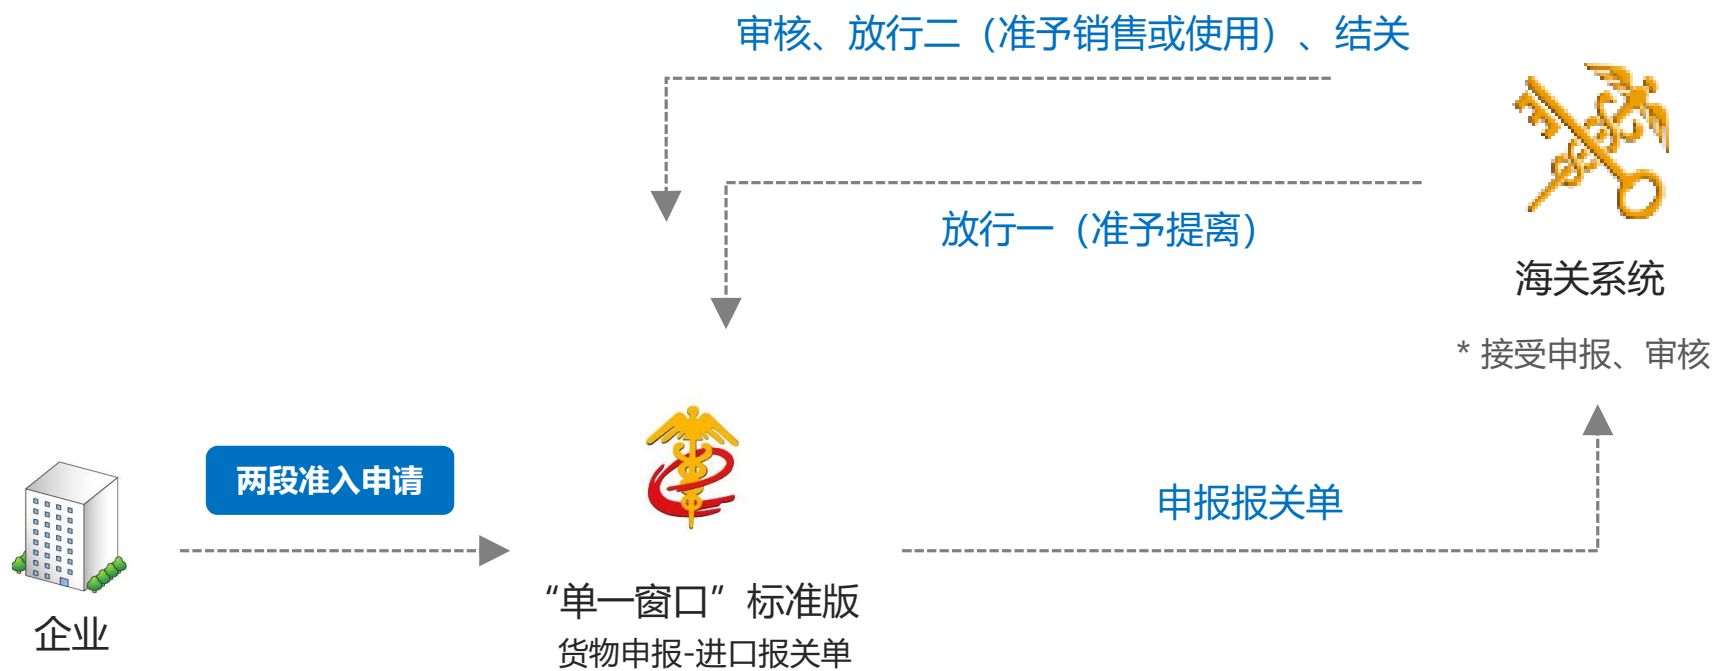 审核、放行二（准予销售或使用）、结关
放行一（准予提离）
海关系统
* 接受申报、审核
两段准入申请
申报报关单
“单一窗口”标准版
货物申报-进口报关单
企业